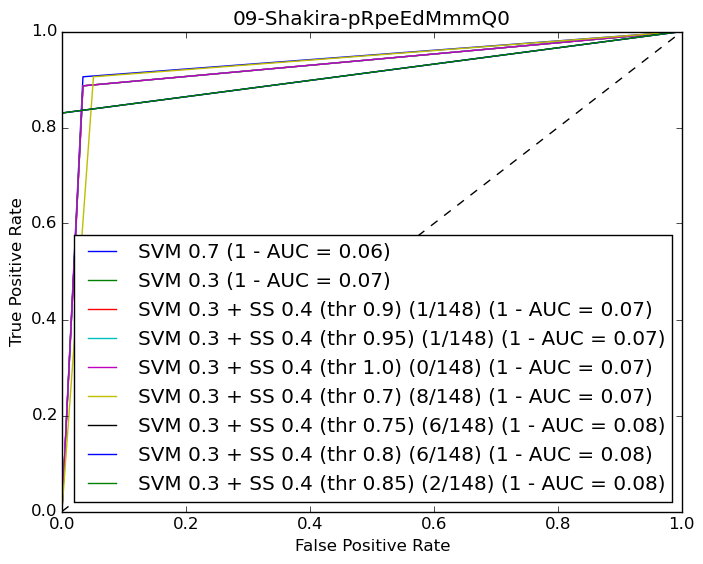 09-Shakira-pRpeEdMmmQ0
1.0
0.8
0.6
0.4
0.2
0.0
True Positive Rate
SVM 0.7 (1 - AUC = 0.06)
SVM 0.3 (1 - AUC = 0.07)
SVM 0.3 + SS 0.4 (thr 0.9) (1/148) (1 - AUC = 0.07)
SVM 0.3 + SS 0.4 (thr 0.95) (1/148) (1 - AUC = 0.07)
SVM 0.3 + SS 0.4 (thr 1.0) (0/148) (1 - AUC = 0.07)
SVM 0.3 + SS 0.4 (thr 0.7) (8/148) (1 - AUC = 0.07)
SVM 0.3 + SS 0.4 (thr 0.75) (6/148) (1 - AUC = 0.08)
SVM 0.3 + SS 0.4 (thr 0.8) (6/148) (1 - AUC = 0.08)
SVM 0.3 + SS 0.4 (thr 0.85) (2/148) (1 - AUC = 0.08)
0.0 0.2 0.4 0.6 0.8 1.0
False Positive Rate